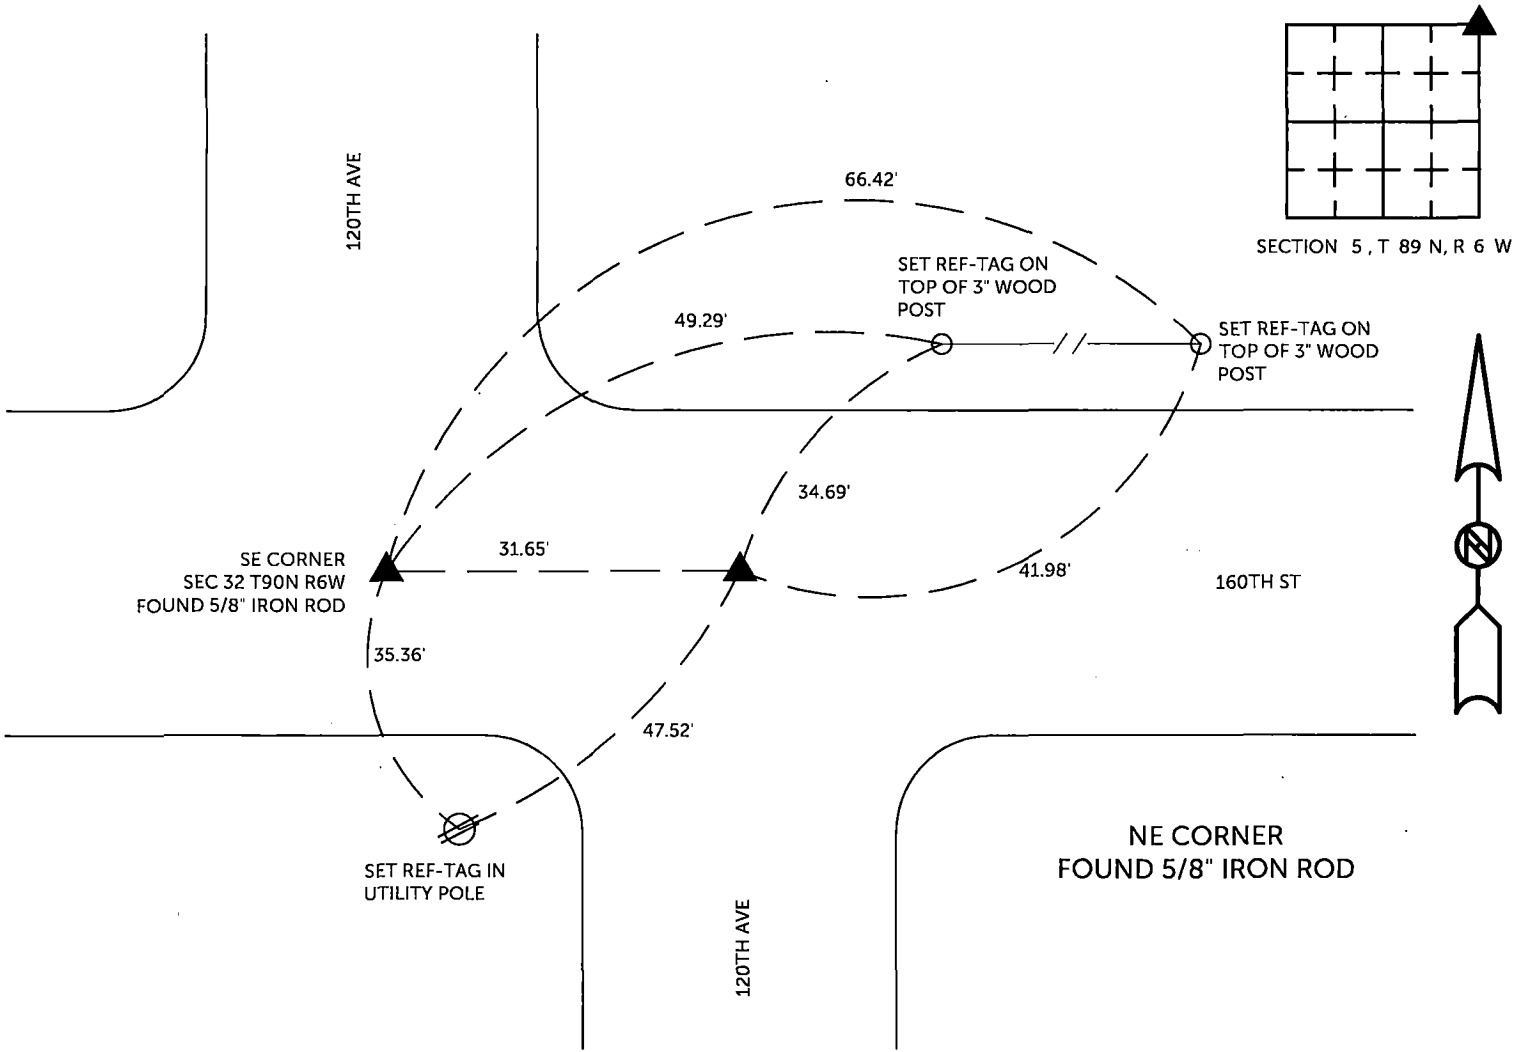 120TH AVE
66.42'
SECTION 5, T 89 N, R 6 W
SET REF-TAG ON
TOP OF 3" WOOD
POST
49.29'
SET REF-TAG ON
TOP OF 3" WOOD
POST
34.69'
SE CORNER
SEC 32 T90N R6W
FOUND 5/8" IRON ROD
31.65'
41.98'
160TH ST
N
35.36'
47.52'
NE CORNER
FOUND 5/8" IRON ROD
SET REF-TAG IN
UTILITY POLE
120TH AVE